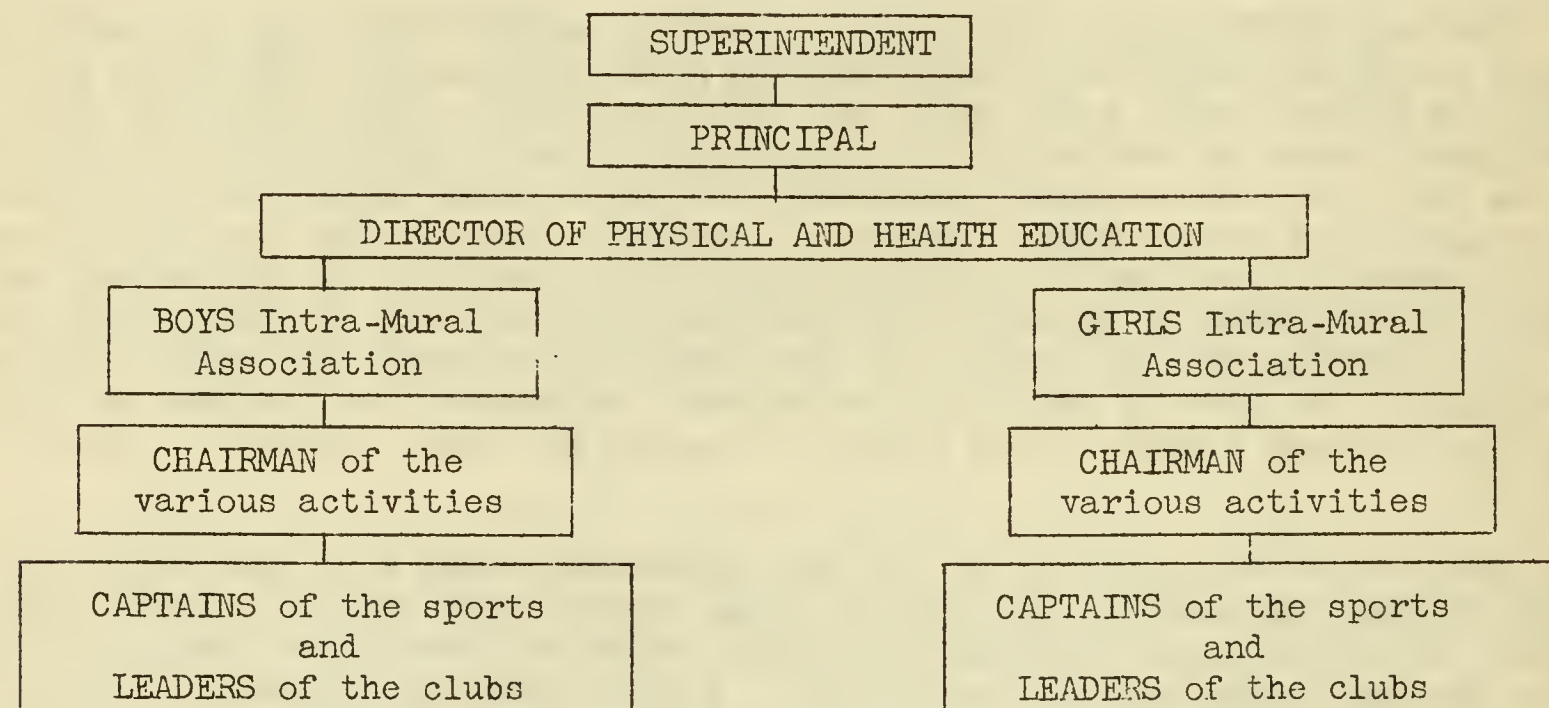 SUPERINTENDENT
PRINCIPAL
DIRECTOR OF PHYSICAL AND HEALTH EDUCATION
BOYS Intra-Mural
Association
CHAIRMAN of the
various activities
CAPTAINS of the sports
and
LEADERS of the clubs
GIRLS Intra-Mural
Association
CHAIRMAN of the
various activities
CAPTAINS of the sports
and
LEADERS of the clubs